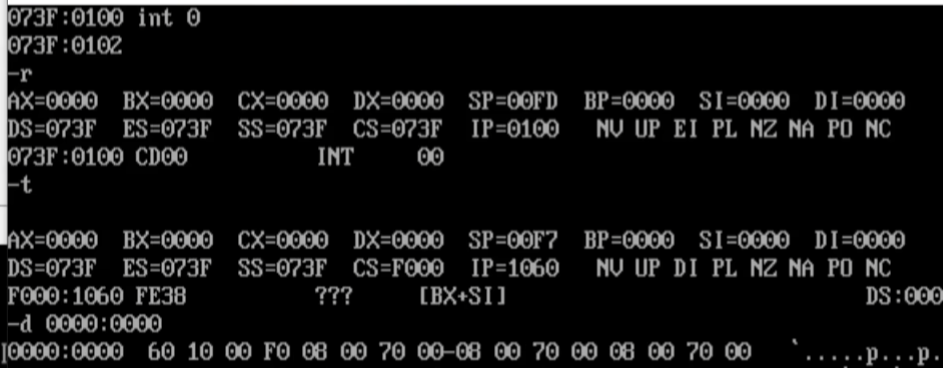 073F:0100 int 0
073F:0102
-r
AX=0000  BX=0000  CX=0000  DX=0000  SP=00FD  BP=0000  SI=0000  DI=0000
DS=073F  ES=073F  SS=073F  CS=073F  IP=0100   NV UP EI PL NZ NA PO NC
073F:0100 CD00          INT     00
-t
AX=0000  BX=0000  CX=0000  DX=0000  SP=00F7  BP=0000  SI=0000  DI=0000
DS=073F  ES=073F  SS=073F  CS=F000  IP=1060   NV UP DI PL NZ NA PO NC
F000:1060 FE38          ???     [BX+SI]                            DS:000
-d 0000:0000
0000:0000  60 10 00 F0 08 00 70 00-08 00 70 00 08 00 70 00   `.....p...p.